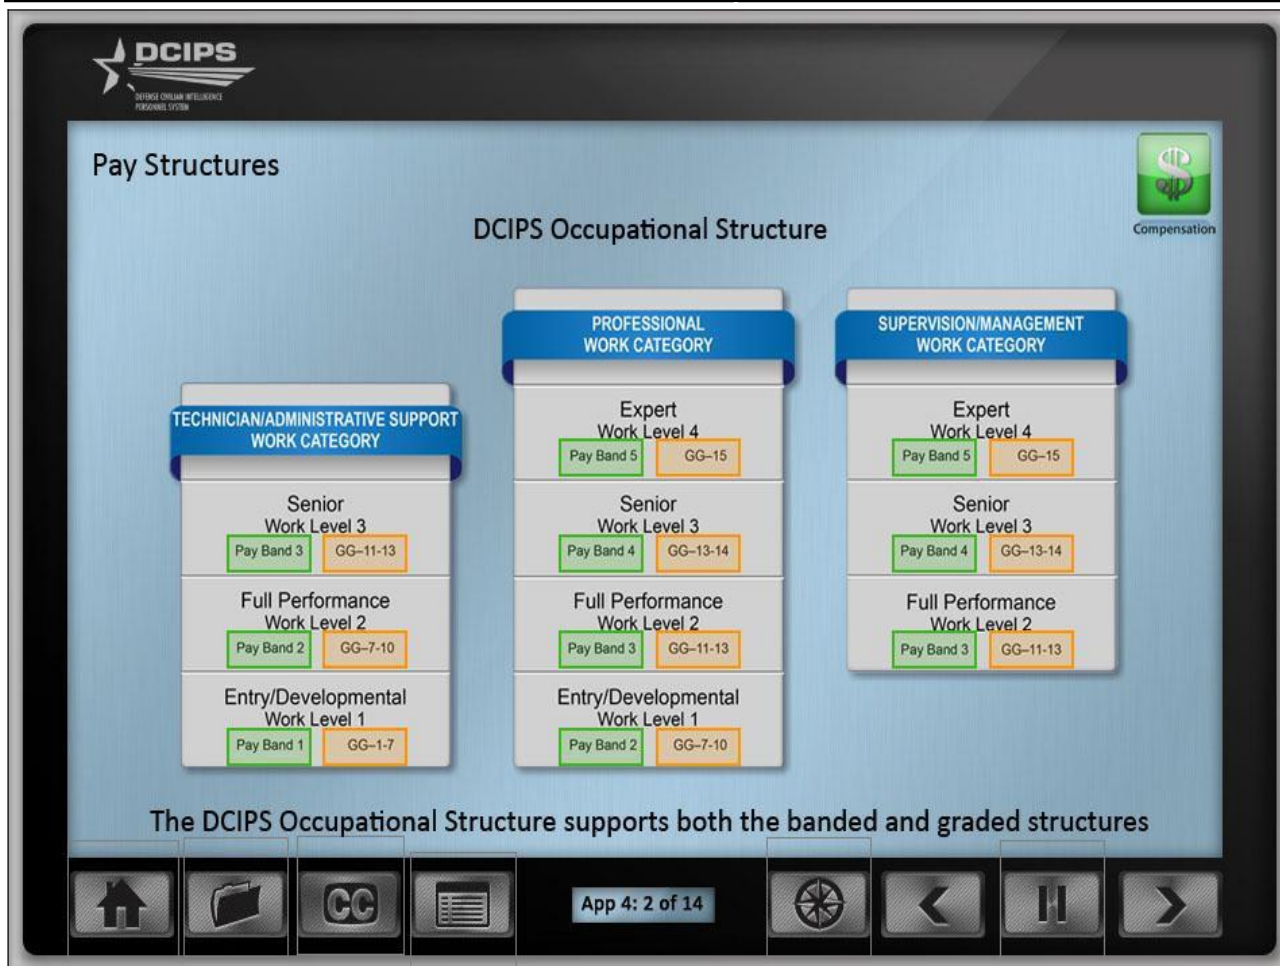 DCIPS
DEFENSE CIVILIAN INTELLIGENCE
PERSONNEL SYSTEM
Pay Structures
Compensation
DCIPS Occupational Structure
TECHNICIAN/ADMINISTRATIVE SUPPORT
WORK CATEGORY
Senior
Work Level 3
Pay Band 3 GG–11-13
Full Performance
Work Level 2
Pay Band 2 GG–7-10
Entry/Developmental
Work Level 1
Pay Band 1 GG–1-7
PROFESSIONAL
WORK CATEGORY
Expert
Work Level 4
Pay Band 5 GG–15
Senior
Work Level 3
Pay Band 4 GG–13-14
Full Performance
Work Level 2
Pay Band 3 GG–11-13
Entry/Developmental
Work Level 1
Pay Band 2 GG–7-10
SUPERVISION/MANAGEMENT
WORK CATEGORY
Expert
Work Level 4
Pay Band 5 GG–15
Senior
Work Level 3
Pay Band 4 GG–13-14
Full Performance
Work Level 2
Pay Band 3 GG–11-13
The DCIPS Occupational Structure supports both the banded and graded structures
CC
App 4: 2 of 14